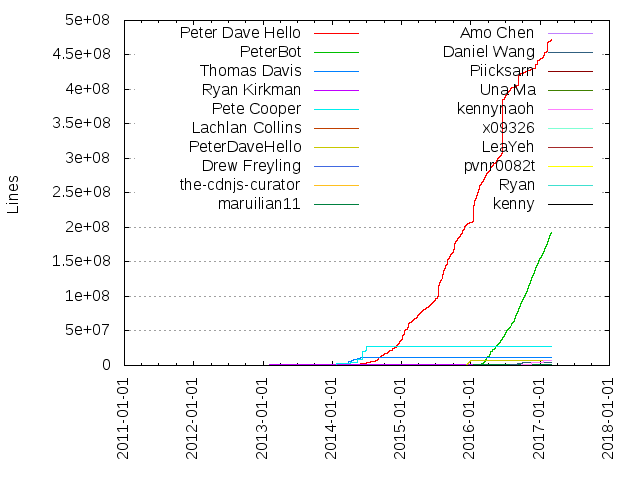 5e+08
4.5e+08
4e+08
3.5e+08
3e+08
2.5e+08
2e+08
1.5e+08
1e+08
5e+07
0
Lines
Peter Dave Hello
PeterBot
Thomas Davis
Ryan Kirkman
Pete Cooper
Lachlan Collins
PeterDaveHello
Drew Freyling
the-cdnjs-curator
maruilian11
Amo Chen
Daniel Wang
Piicksarn
Una Ma
kennynaoh
x09326
LeaYeh
pvnr0082t
Ryan
kenny
2011-01-01
2012-01-01
2013-01-01
2014-01-01
2015-01-01
2016-01-01
2017-01-01
2018-01-01